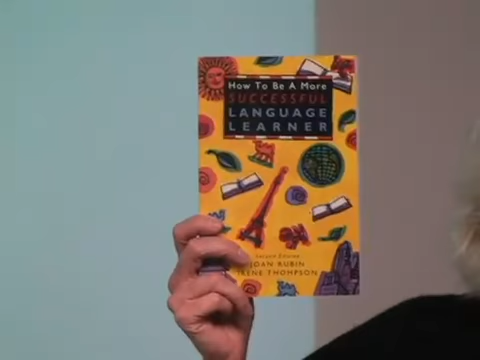 How To Be A More
SUCCESSFUL
LANGUAGE
LEARNER
Second Edition
JOAN RUBIN
IRENE THOMPSON